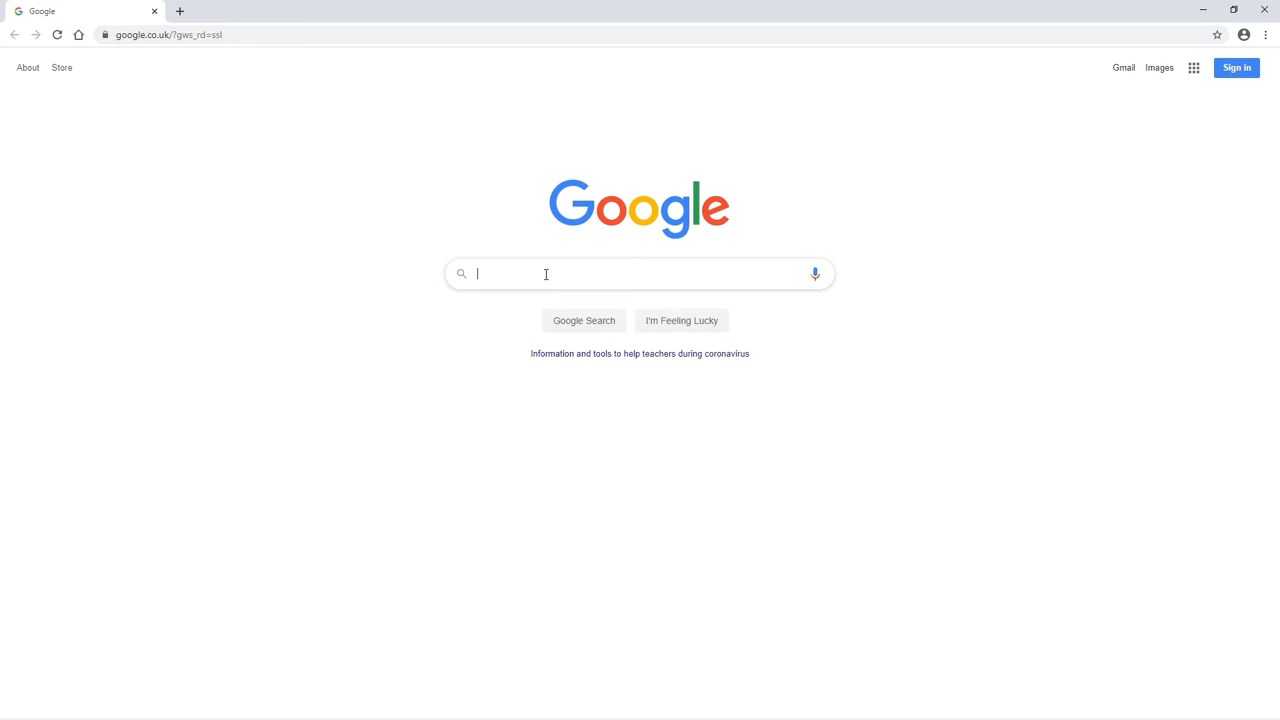 Google
google.co.uk/?gws_rd=ssl
About Store
Gmail Images Sign in
Google
Google Search I'm Feeling Lucky
Information and tools to help teachers during coronavirus